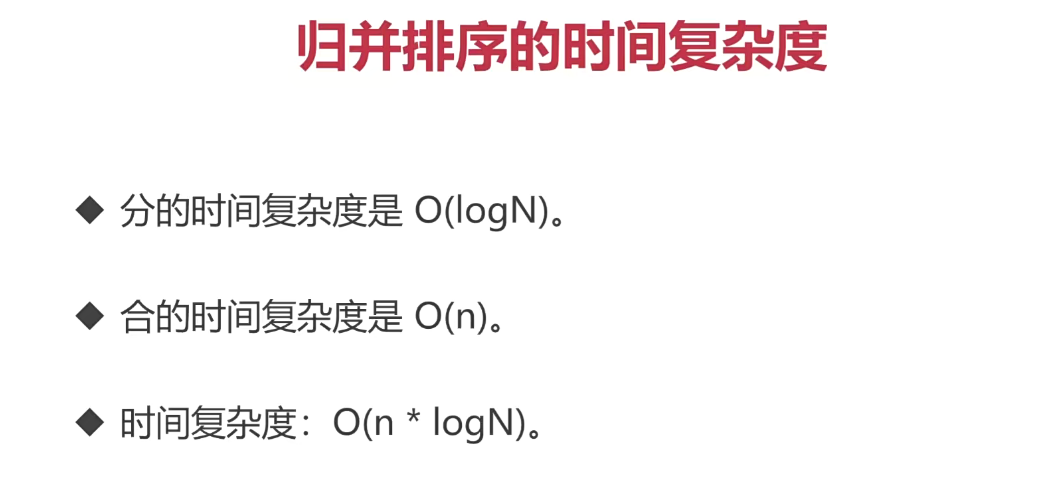 归并排序的时间复杂度
◆ 分的时间复杂度是 O(logN)。
◆ 合的时间复杂度是 O(n)。
◆ 时间复杂度：O(n * logN)。